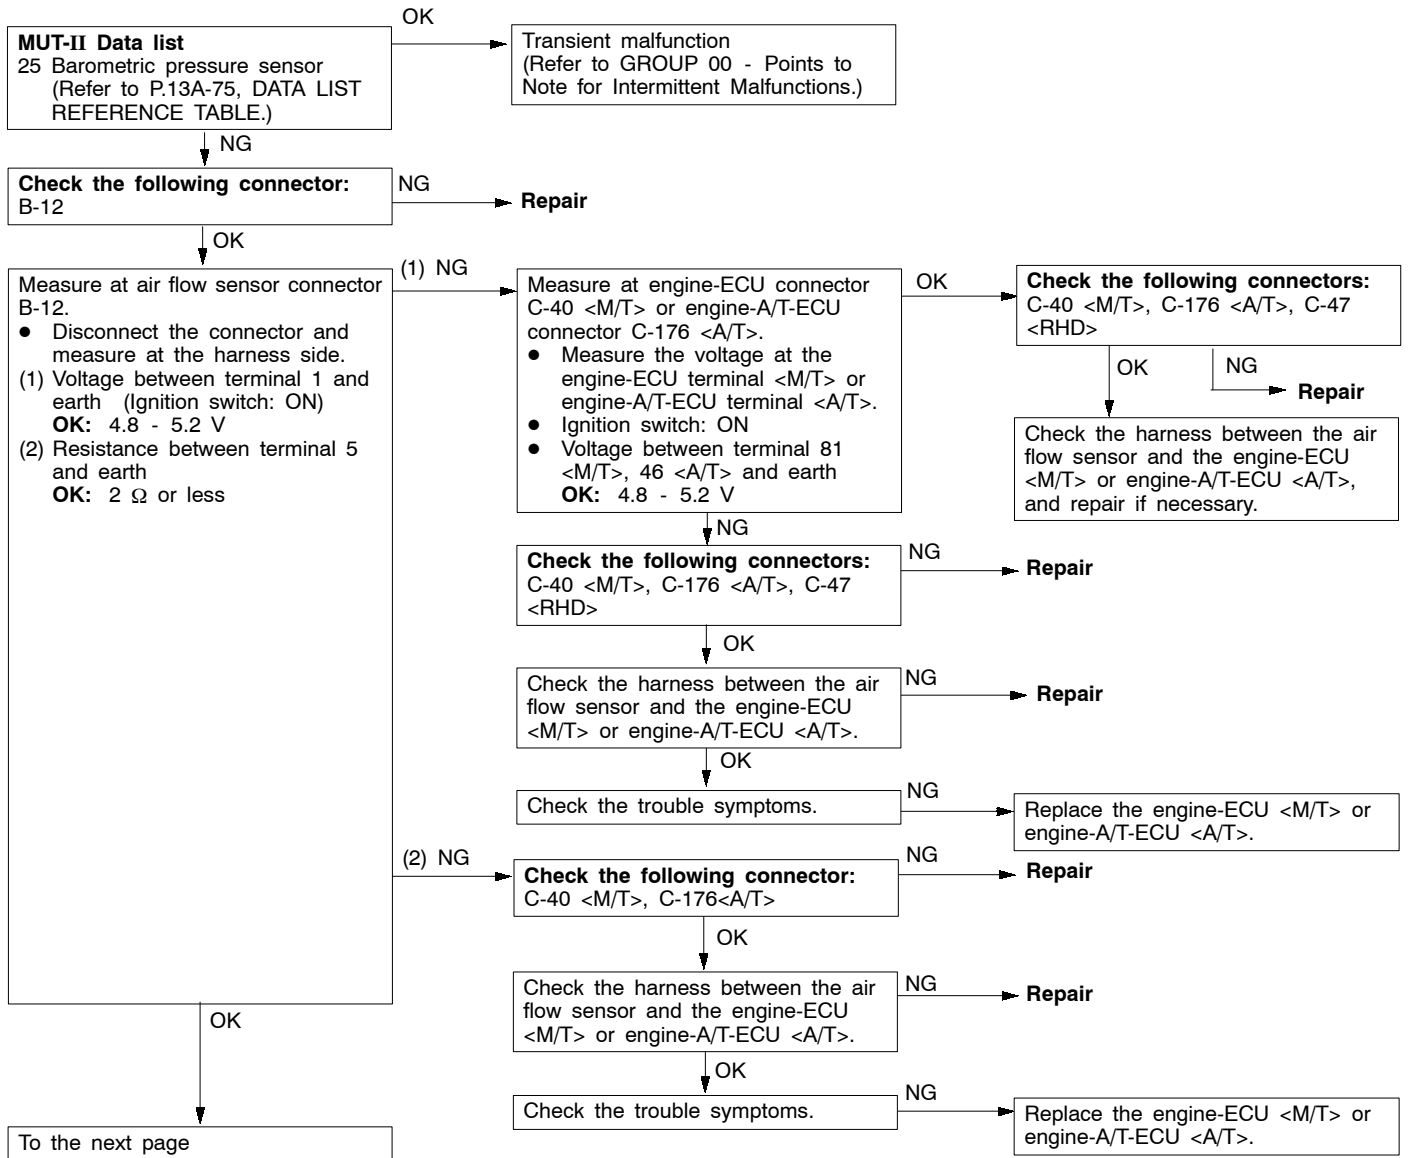 OK
MUT-II Data list
25 Barometric pressure sensor
(Refer to P.13A-75, DATA LIST
REFERENCE TABLE.)
Transient malfunction
(Refer to GROUP 00 - Points to
Note for Intermittent Malfunctions.)
NG
Check the following connector:
B-12
NG
Repair
OK
Measure at air flow sensor connector
B-12.
● Disconnect the connector and
measure at the harness side.
(1) Voltage between terminal 1 and
earth (Ignition switch: ON)
OK: 4.8 - 5.2 V
(2) Resistance between terminal 5
and earth
OK: 2 Ω or less
(1) NG
Measure at engine-ECU connector
C-40 <M/T> or engine-A/T-ECU
connector C-176 <A/T>.
● Measure the voltage at the
engine-ECU terminal <M/T> or
engine-A/T-ECU terminal <A/T>.
● Ignition switch: ON
● Voltage between terminal 81
<M/T>, 46 <A/T> and earth
OK: 4.8 - 5.2 V
OK
Check the following connectors:
C-40 <M/T>, C-176 <A/T>, C-47
<RHD>
OK
NG
Repair
Check the harness between the air
flow sensor and the engine-ECU
<M/T> or engine-A/T-ECU <A/T>,
and repair if necessary.
NG
Check the following connectors:
C-40 <M/T>, C-176 <A/T>, C-47
<RHD>
NG
Repair
OK
Check the harness between the air
flow sensor and the engine-ECU
<M/T> or engine-A/T-ECU <A/T>.
NG
Repair
OK
Check the trouble symptoms.
NG
Replace the engine-ECU <M/T> or
engine-A/T-ECU <A/T>.
(2) NG
Check the following connector:
C-40 <M/T>, C-176<A/T>
NG
Repair
OK
Check the harness between the air
flow sensor and the engine-ECU
<M/T> or engine-A/T-ECU <A/T>.
NG
Repair
OK
Check the trouble symptoms.
NG
Replace the engine-ECU <M/T> or
engine-A/T-ECU <A/T>.
OK
To the next page